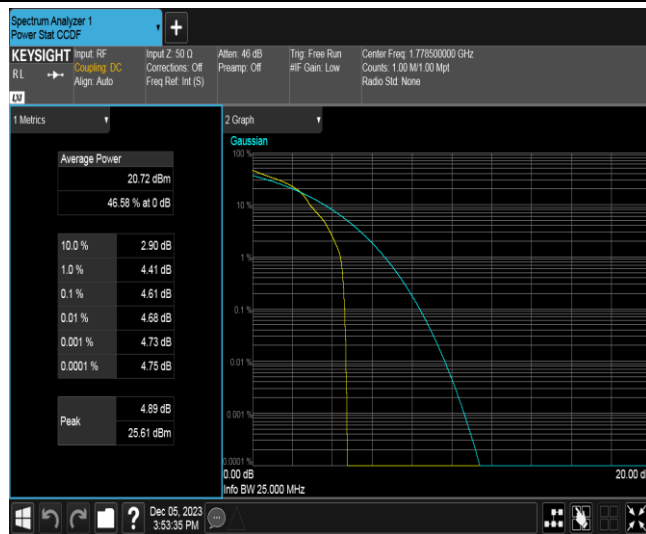 Spectrum Analyzer 1
Power Stat CCDF
+
KEYSIGHT
RL
LXI
Input: RF
Coupling: DC
Align: Auto
Input Z: 50 Ω
Corrections: Off
Freq Ref: Int (S)
Atten: 46 dB
Preamp: Off
Trig: Free Run
#IF Gain: Low
Center Freq: 1.778500000 GHz
Counts: 1.00 M/1.00 Mpt
Radio Std: None
1 Metrics
Average Power
20.72 dBm
46.58 % at 0 dB
10.0 % 2.90 dB
1.0 % 4.41 dB
0.1 % 4.61 dB
0.01 % 4.68 dB
0.001 % 4.73 dB
0.0001 % 4.75 dB
Peak
4.89 dB
25.61 dBm
2 Graph
Gaussian
100 %
10 %
1 %
0.1 %
0.01 %
0.001 %
0.0001 %
0.00 dB
20.00 d
Info BW 25.000 MHz
?
Dec 05, 2023
3:53:35 PM